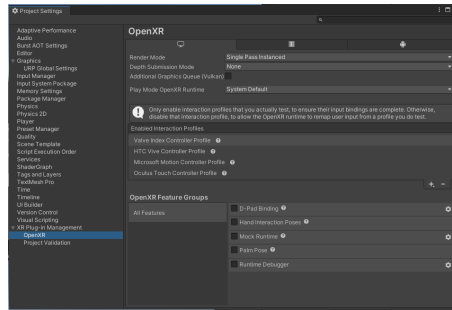 Project Settings
Adaptive Performance
Audio
Burst AOT Settings
Editor
Graphics
URP Global Settings
Input Manager
Input System Package
Memory Settings
Package Manager
Physics
Physics 2D
Player
Preset Manager
Quality
Scene Template
Script Execution Order
Services
ShaderGraph
Tags and Layers
TextMesh Pro
Time
Timeline
UI Builder
Version Control
Visual Scripting
XR Plug-in Management
OpenXR
Project Validation
OpenXR
Render Mode Single Pass Instanced
Depth Submission Mode None
Additional Graphics Queue (Vulkan)
Play Mode OpenXR Runtime System Default
Only enable interaction profiles that you actually test, to ensure their input bindings are complete. Otherwise,
disable that interaction profile, to allow the OpenXR runtime to remap user input from a profile you do test.
Enabled Interaction Profiles
Valve Index Controller Profile
HTC Vive Controller Profile
Microsoft Motion Controller Profile
Oculus Touch Controller Profile
OpenXR Feature Groups
All Features
D-Pad Binding
Hand Interaction Poses
Mock Runtime
Palm Pose
Runtime Debugger